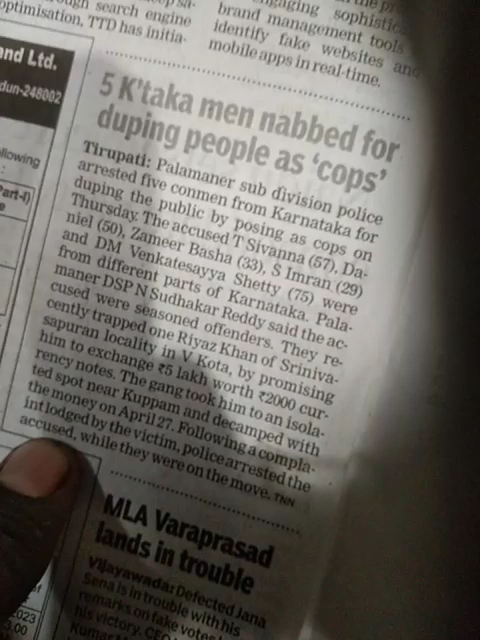 search engine
optimisation, TTD has initia-
engaging sophistic
brand management tools
identify fake websites and
mobile apps in real-time.
and Ltd.
dun-248002
llowing
:
Part-I)
5 K'taka men nabbed for
duping people as 'cops'
Tirupati: Palamaner sub division police
arrested five conmen from Karnataka for
duping the public by posing as cops on
Thursday. The accused T Sivanna (57), Da-
niel (50), Zameer Basha (33), S Imran (29)
and DM Venkatesayya Shetty (75) were
from different parts of Karnataka. Pala-
maner DSP N Sudhakar Reddy said the ac-
cused were seasoned offenders. They re-
cently trapped one Riyaz Khan of Sriniva-
sapuran locality in V Kota, by promising
him to exchange ₹5 lakh worth ₹2000 cur-
rency notes. The gang took him to an isola-
ted spot near Kuppam and decamped with
the money on April 27. Following a compla-
int lodged by the victim, police arrested the
accused, while they were on the move. TNN
MLA Varaprasad
lands in trouble
Vijayawada: Defected Jana
Sena is in trouble with his
remarks on fake votes
his victory. CEO
2023
3.00